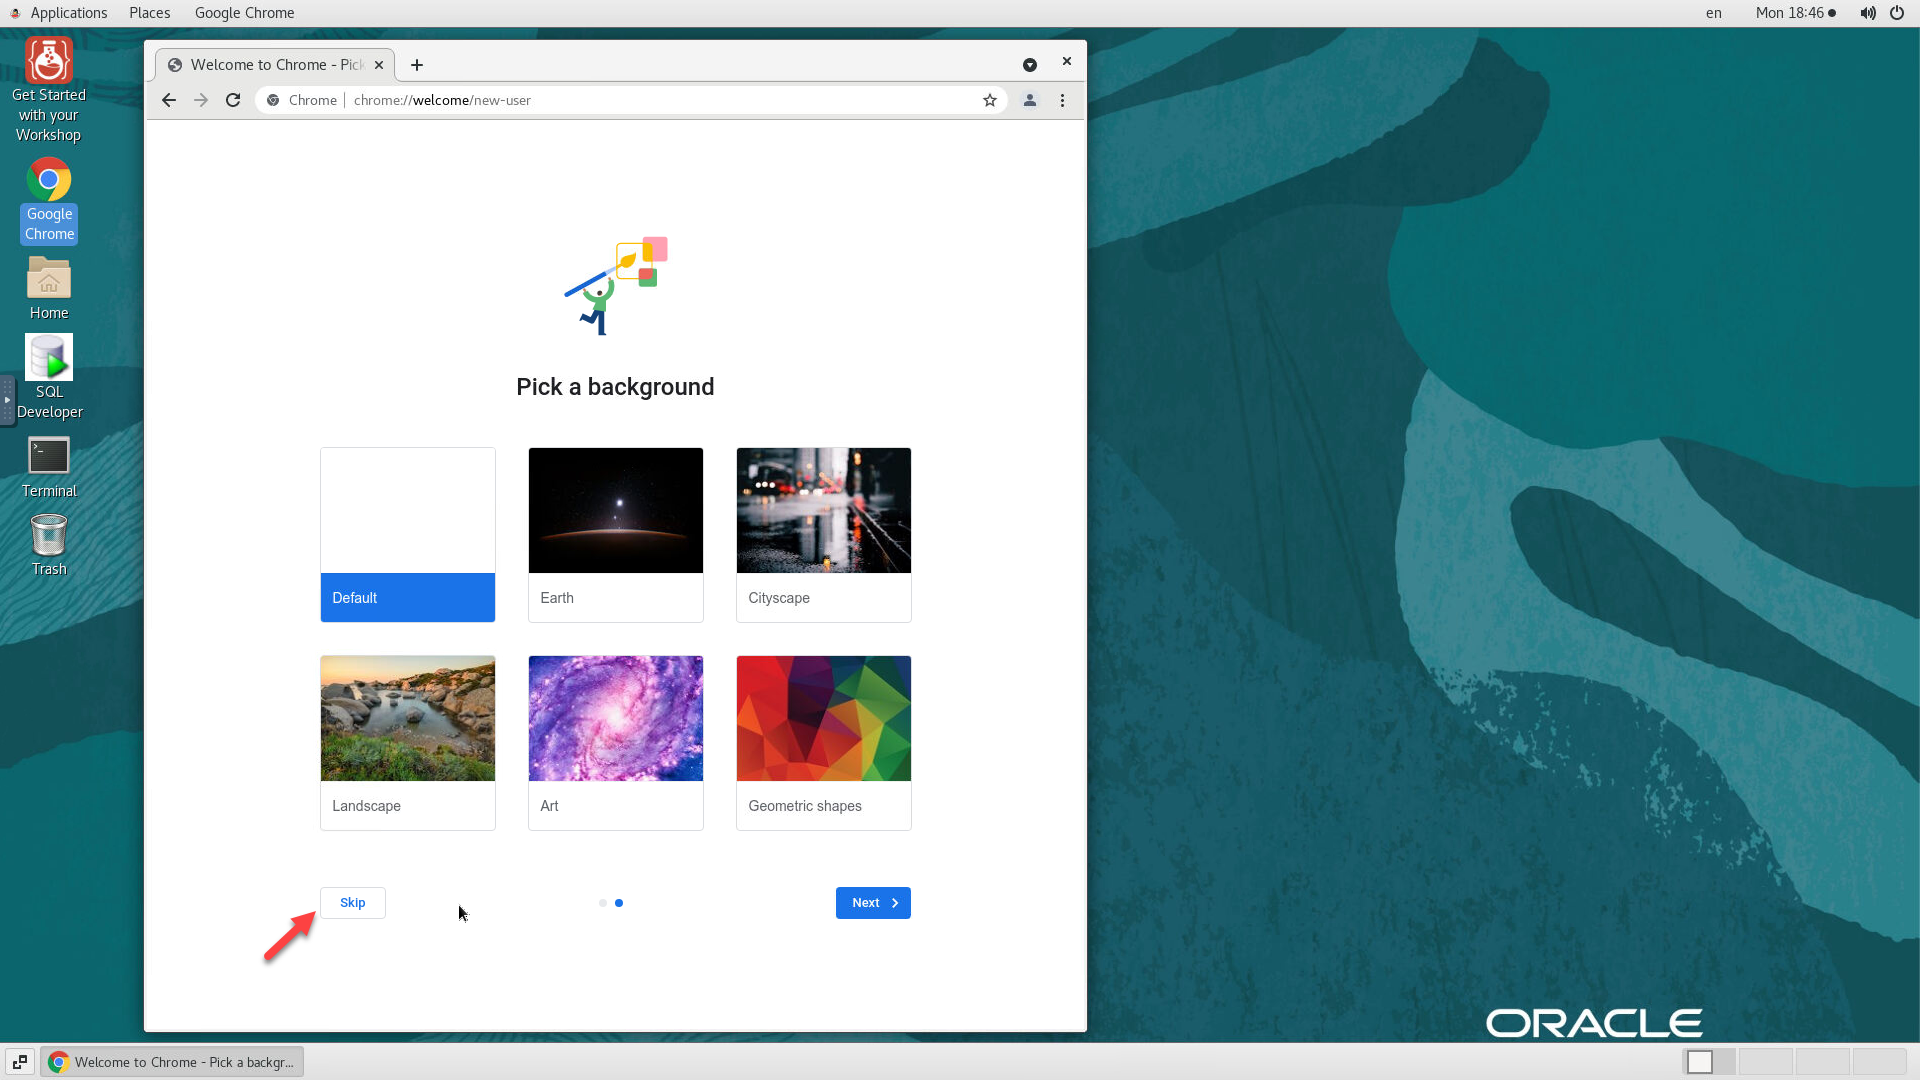 Applications Places Google Chrome en Mon 18:46
Get Started
with your
Workshop
Google
Chrome
Home
SQL
Developer
Terminal
Trash
Welcome to Chrome - Pick
Chrome chrome://welcome/new-user
Pick a background
Default Earth Cityscape
Landscape Art Geometric shapes
Skip Next
ORACLE
Welcome to Chrome - Pick a backgr...